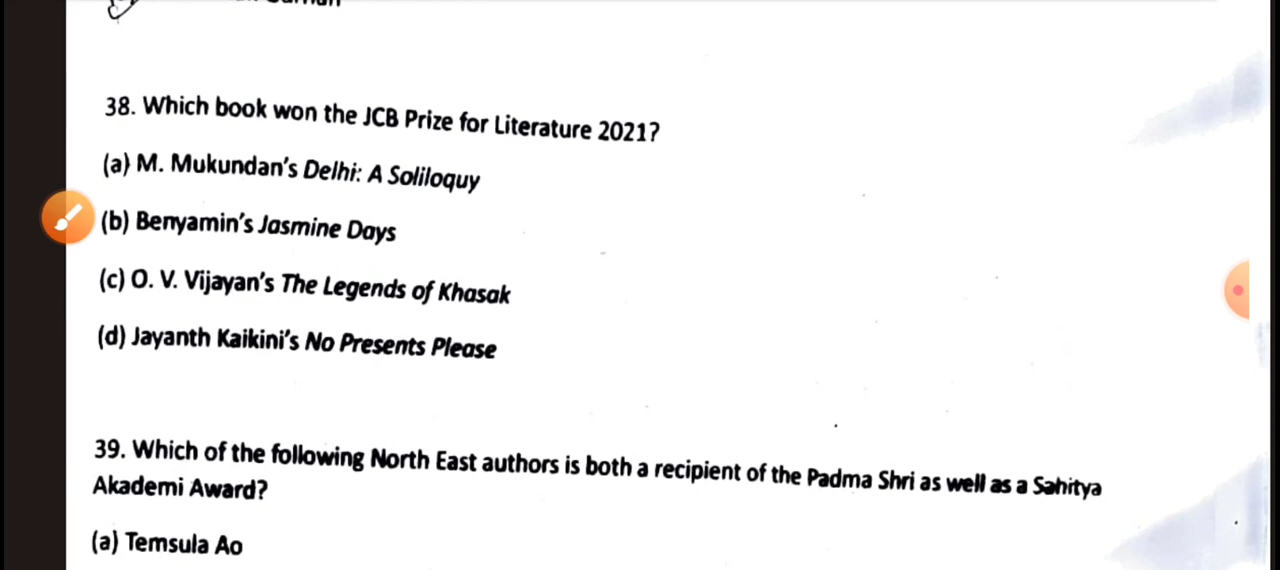 38. Which book won the JCB Prize for Literature 2021?
(a) M. Mukundan's Delhi: A Soliloquy
(b) Benyamin's Jasmine Days
(c) O. V. Vijayan's The Legends of Khasak
(d) Jayanth Kaikini's No Presents Please
39. Which of the following North East authors is both a recipient of the Padma Shri as well as a Sahitya
Akademi Award?
(a) Temsula Ao